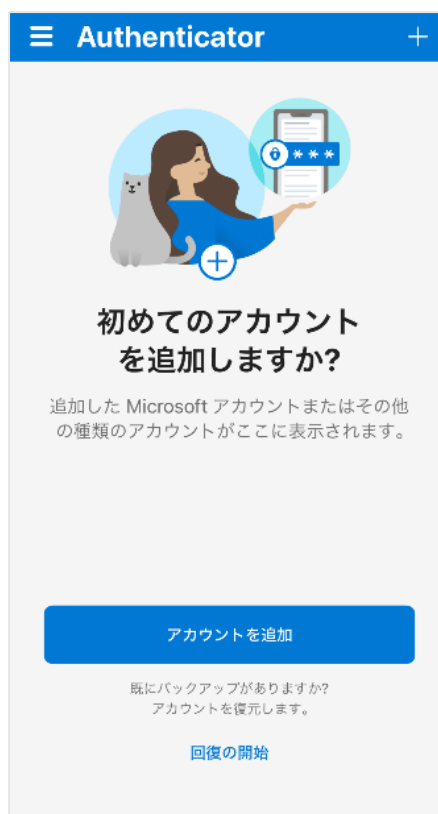 Authenticator
***
初めてのアカウント
を追加しますか?
追加した Microsoft アカウントまたはその他
の種類のアカウントがここに表示されます。
アカウントを追加
既にバックアップがありますか?
アカウントを復元します。
回復の開始